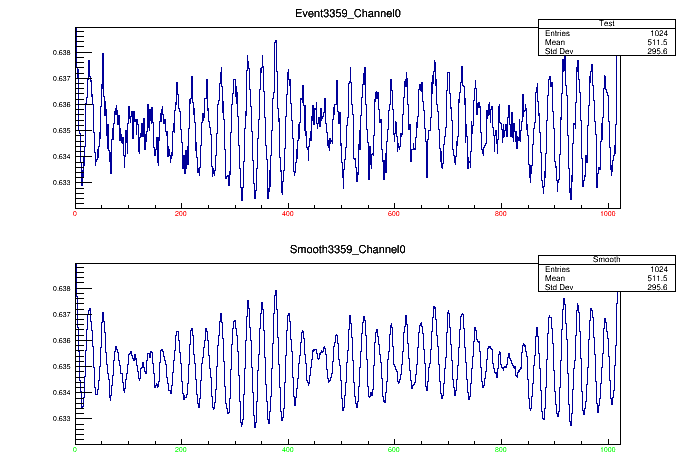 Event3359_Channel0
Test
Entries 1024
Mean 511.5
Std Dev 295.6
0.638
0.637
0.636
0.635
0.634
0.633
0 200 400 600 800 1000
Smooth3359_Channel0
Smooth
Entries 1024
Mean 511.5
Std Dev 295.6
0.638
0.637
0.636
0.635
0.634
0.633
0 200 400 600 800 1000